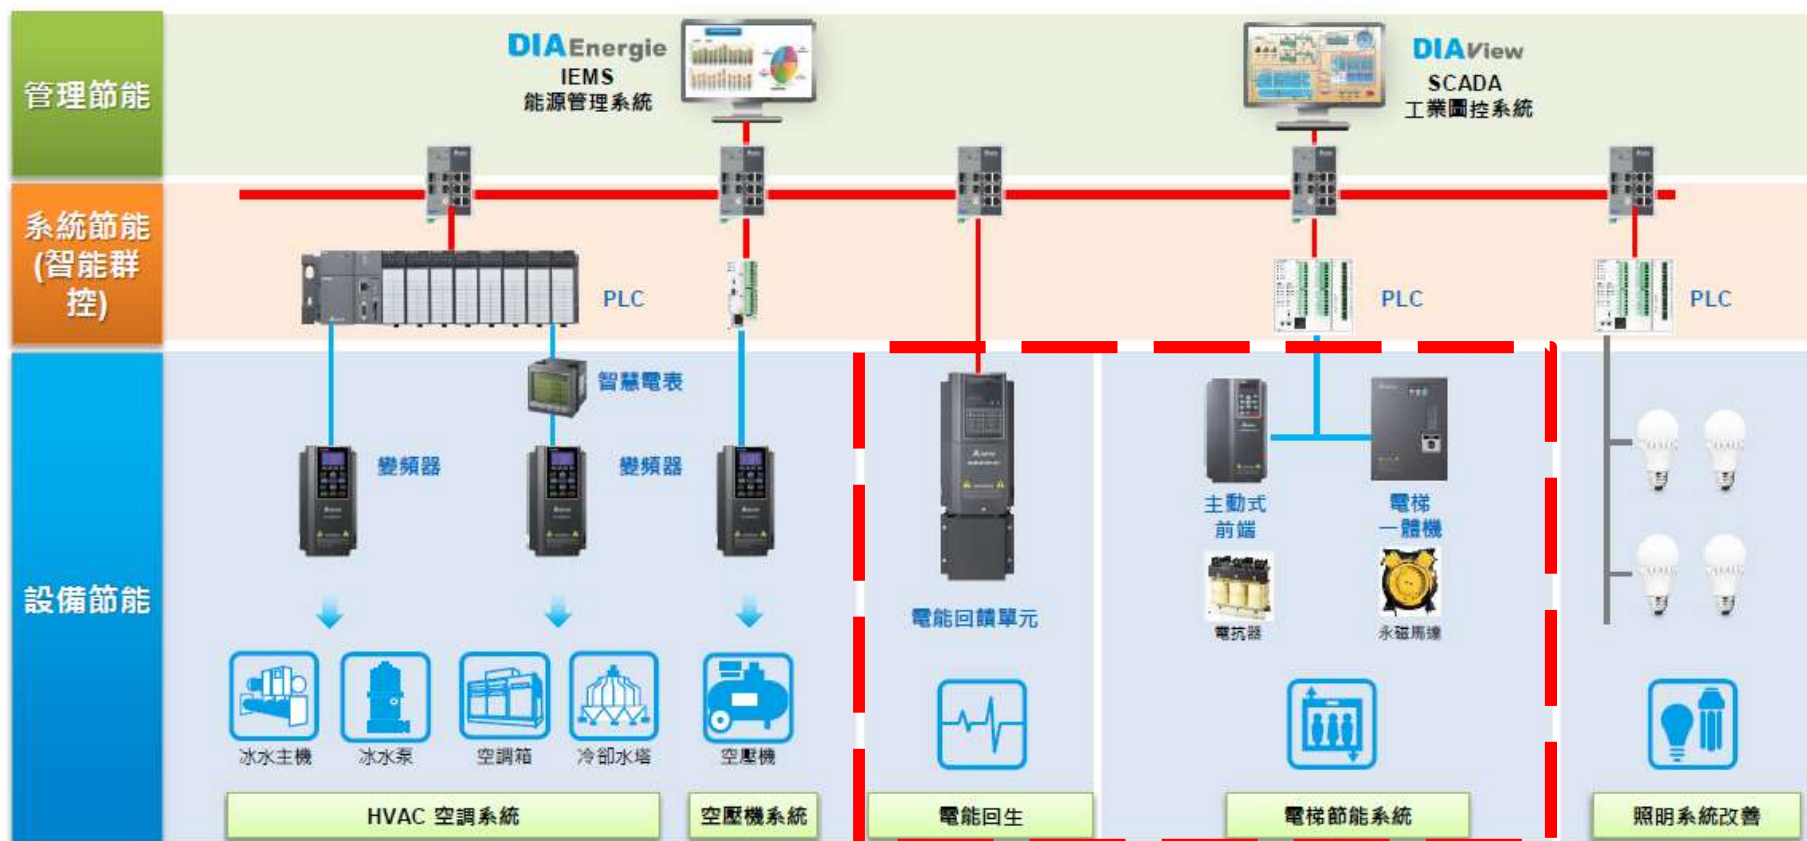 管理節能
DIAEnergie
IEMS
能源管理系統
DIAView
SCADA
工業圖控系統
系統節能
(智能群
控)
PLC
PLC
PLC
設備節能
智慧電表
變頻器
變頻器
主動式
前端
電梯
一體機
電能回饋單元
電抗器
永磁馬達
冰水主機
冰水泵
空調箱
冷卻水塔
空壓機
HVAC 空調系統
空壓機系統
電能回生
電梯節能系統
照明系統改善